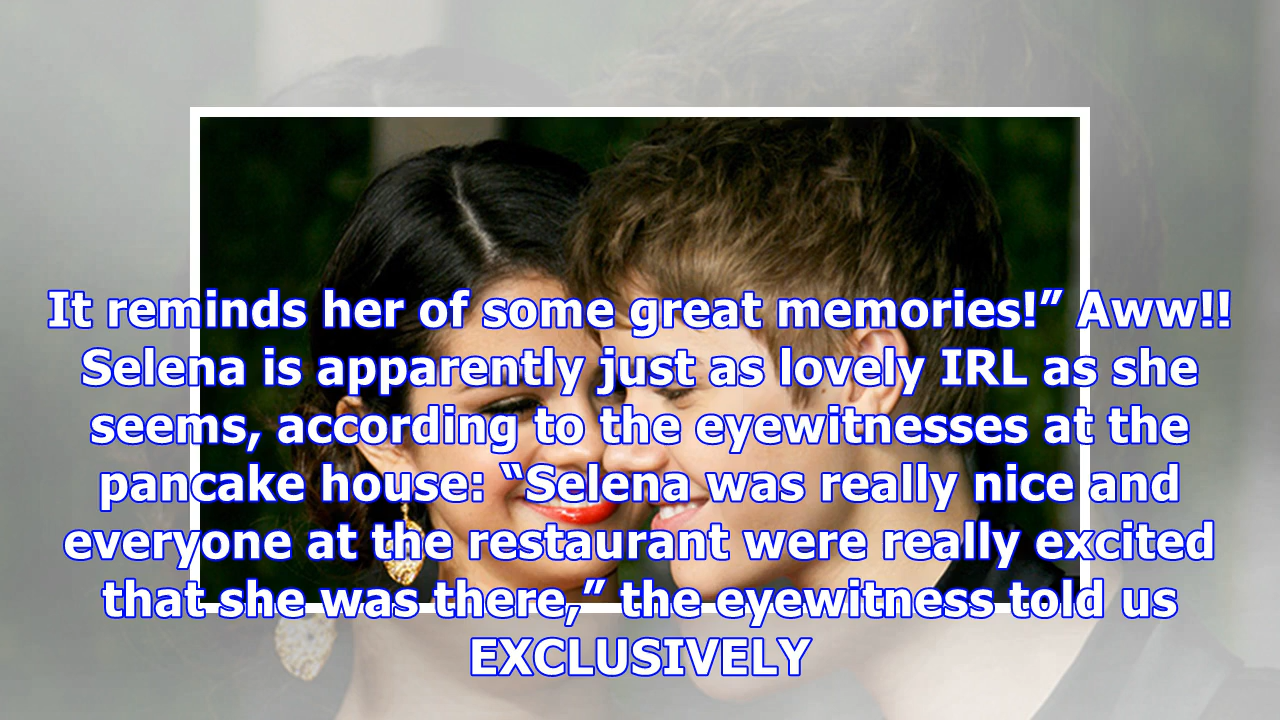 It reminds her of some great memories!” Aww!!
Selena is apparently just as lovely IRL as she
seems, according to the eyewitnesses at the
pancake house: “Selena was really nice and
everyone at the restaurant were really excited
that she was there,” the eyewitness told us
EXCLUSIVELY